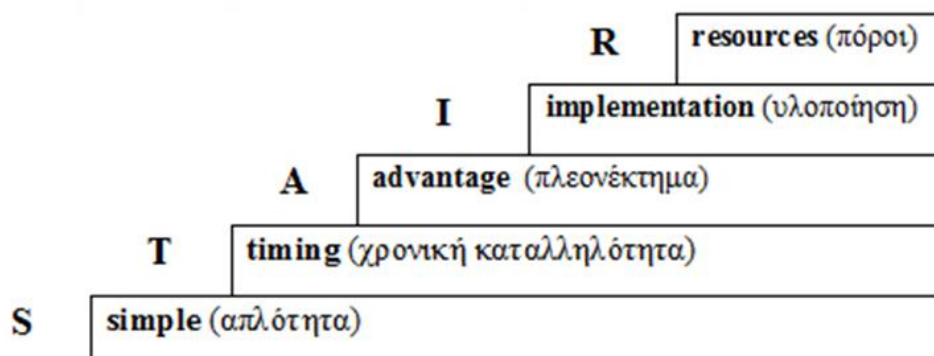 R resources (πόροι)
I implementation (υλοποίηση)
A advantage (πλεονέκτημα)
T timing (χρονική καταλληλότητα)
S simple (απλότητα)